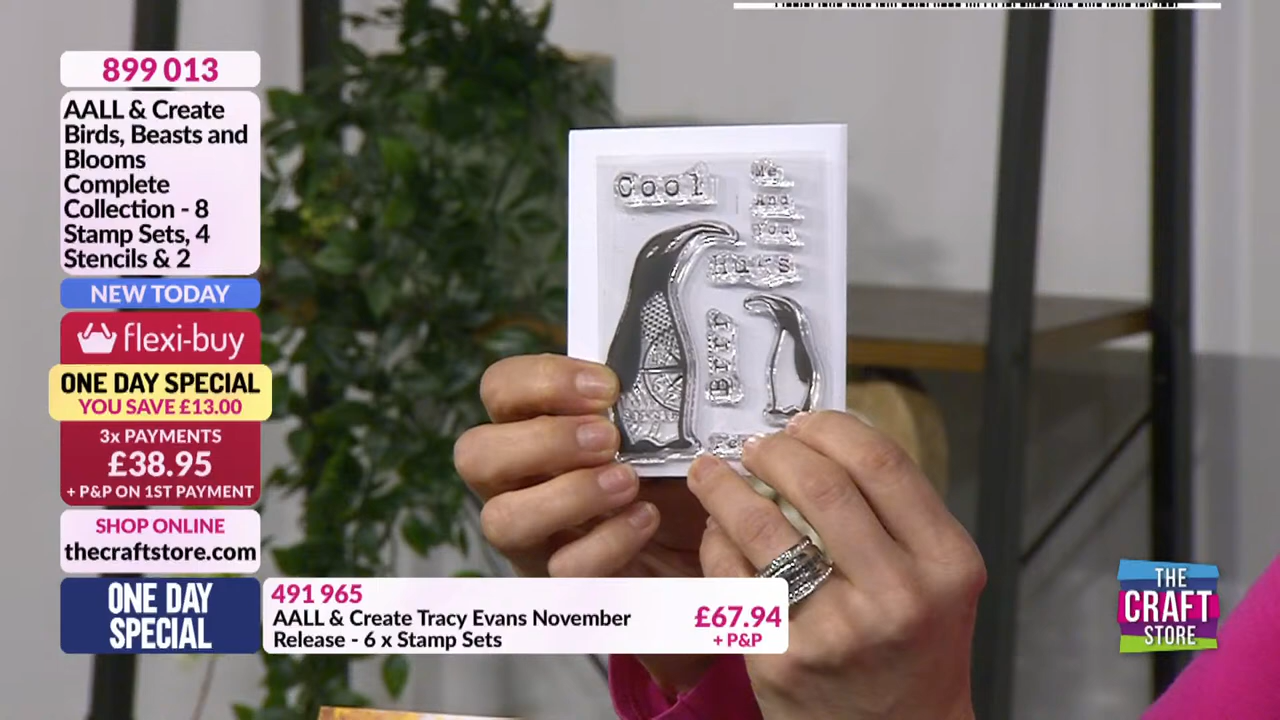 899 013
AALL & Create
Birds, Beasts and
Blooms
Complete
Collection - 8
Stamp Sets, 4
Stencils & 2
NEW TODAY
flexi-buy
ONE DAY SPECIAL
YOU SAVE £13.00
3x PAYMENTS
£38.95
+ P&P ON 1ST PAYMENT
SHOP ONLINE
thecraftstore.com
ONE DAY
SPECIAL
491 965
AALL & Create Tracy Evans November
Release - 6 x Stamp Sets
£67.94
+ P&P
Cool
Me
And
You
Hugs
Brrr
THE
CRAFT
STORE